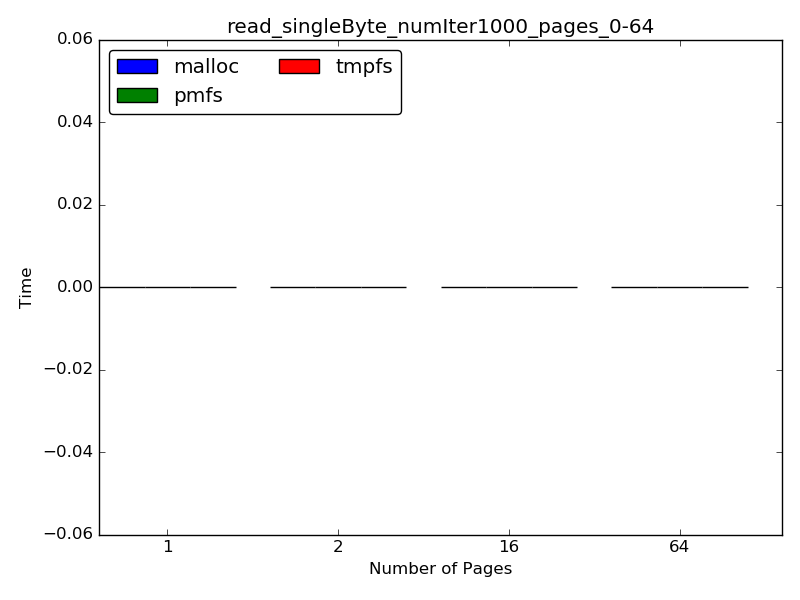 read_singleByte_numIter1000_pages_0-64
malloc
pmfs
tmpfs
0.06
0.04
0.02
0.00
−0.02
−0.04
−0.06
Time
1 2 16 64
Number of Pages